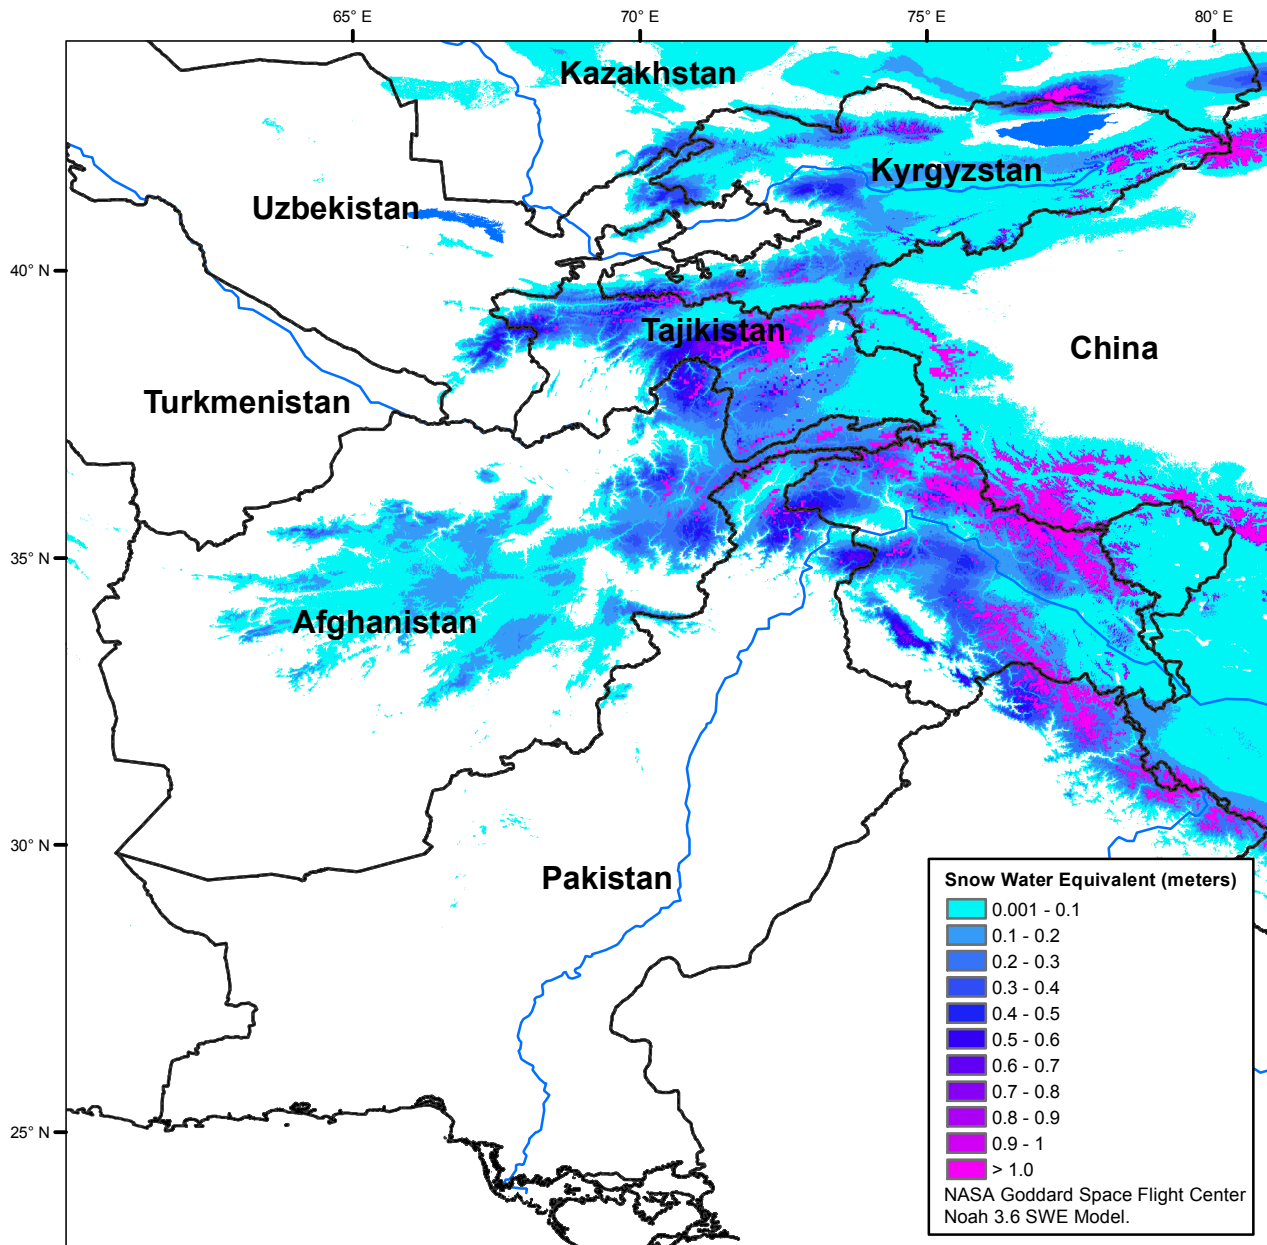 65° E
70° E
75° E
80° E
Kazakhstan
Kyrgyzstan
Uzbekistan
40° N
Tajikistan
China
Turkmenistan
35° N
Afghanistan
30° N
Pakistan
25° N
Snow Water Equivalent (meters)
0.001 - 0.1
0.1 - 0.2
0.2 - 0.3
0.3 - 0.4
0.4 - 0.5
0.5 - 0.6
0.6 - 0.7
0.7 - 0.8
0.8 - 0.9
0.9 - 1
> 1.0
NASA Goddard Space Flight Center
Noah 3.6 SWE Model.